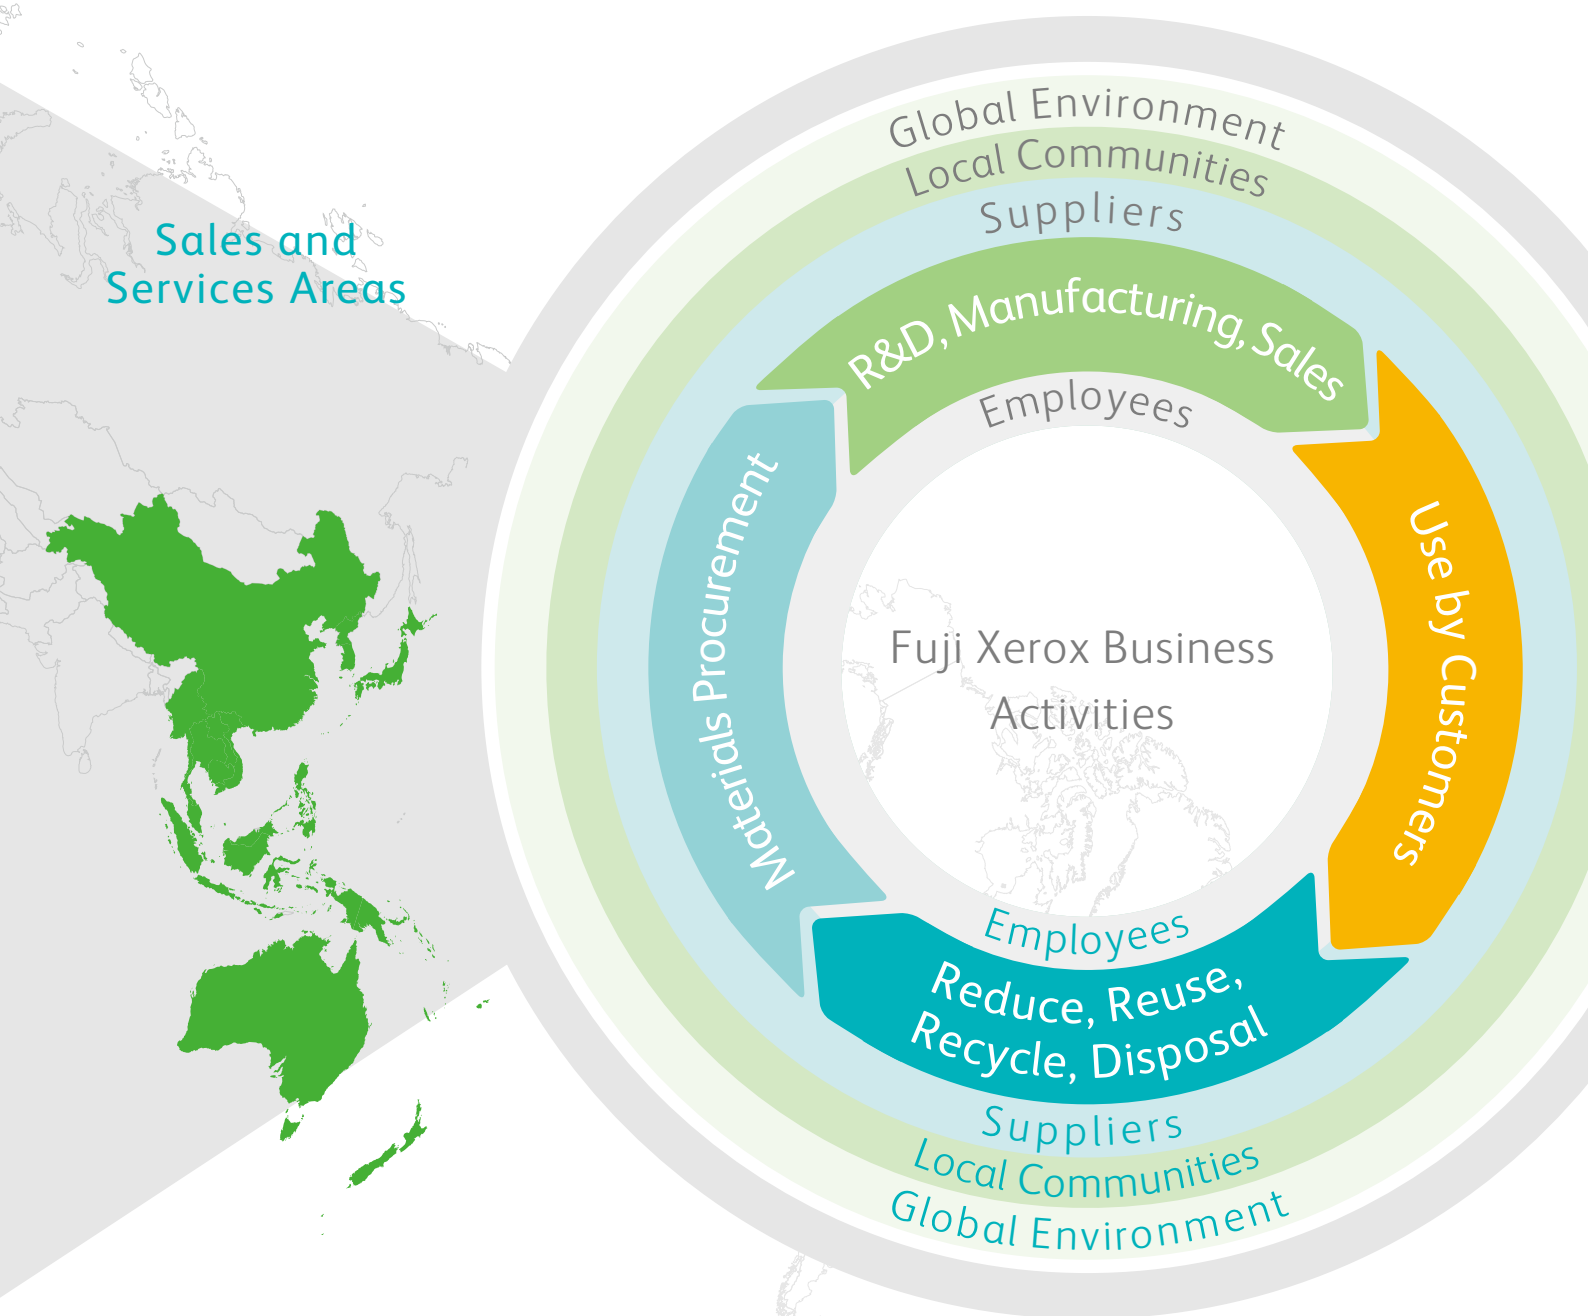 Sales and
Services Areas
Global Environment
Local Communities
Suppliers
R&D, Manufacturing, Sales
Employees
Materials Procurement
Use by Customers
Fuji Xerox Business
Activities
Employees
Reduce, Reuse,
Recycle, Disposal
Suppliers
Local Communities
Global Environment